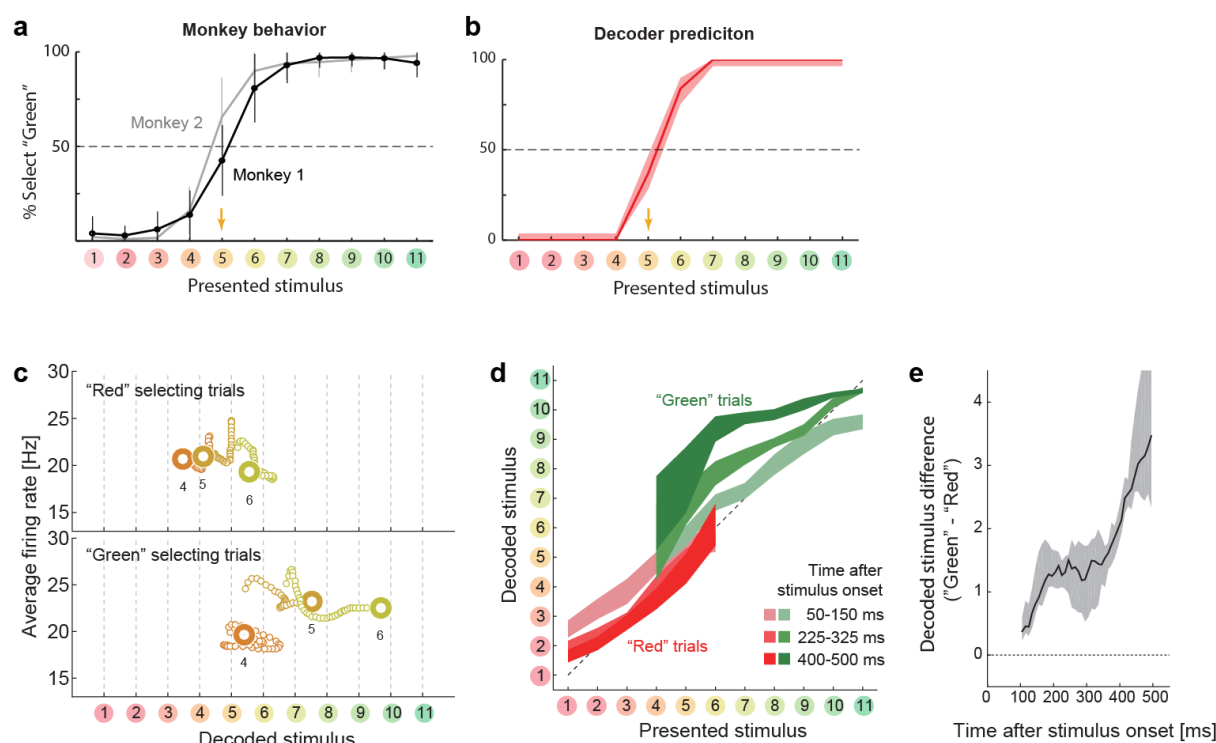 a
Monkey behavior
100
50
% Select "Green"
Monkey 2
Monkey 1
1 2 3 4 5 6 7 8 9 10 11
Presented stimulus
b
Decoder prediciton
100
50
0
1 2 3 4 5 6 7 8 9 10 11
Presented stimulus
c
30
25
20
15
"Red" selecting trials
4 5 6
30
25
20
15
"Green" selecting trials
4 5 6
Average firing rate [Hz]
1 2 3 4 5 6 7 8 9 10 11
Decoded stimulus
d
11
10
9
8
7
6
5
4
3
2
1
Decoded stimulus
"Green" trials
"Red" trials
Time after
stimulus onset
50-150 ms
225-325 ms
400-500 ms
1 2 3 4 5 6 7 8 9 10 11
Presented stimulus
e
4
3
2
1
0
Decoded stimulus difference
("Green" - "Red")
0 100 200 300 400 500
Time after stimulus onset [ms]